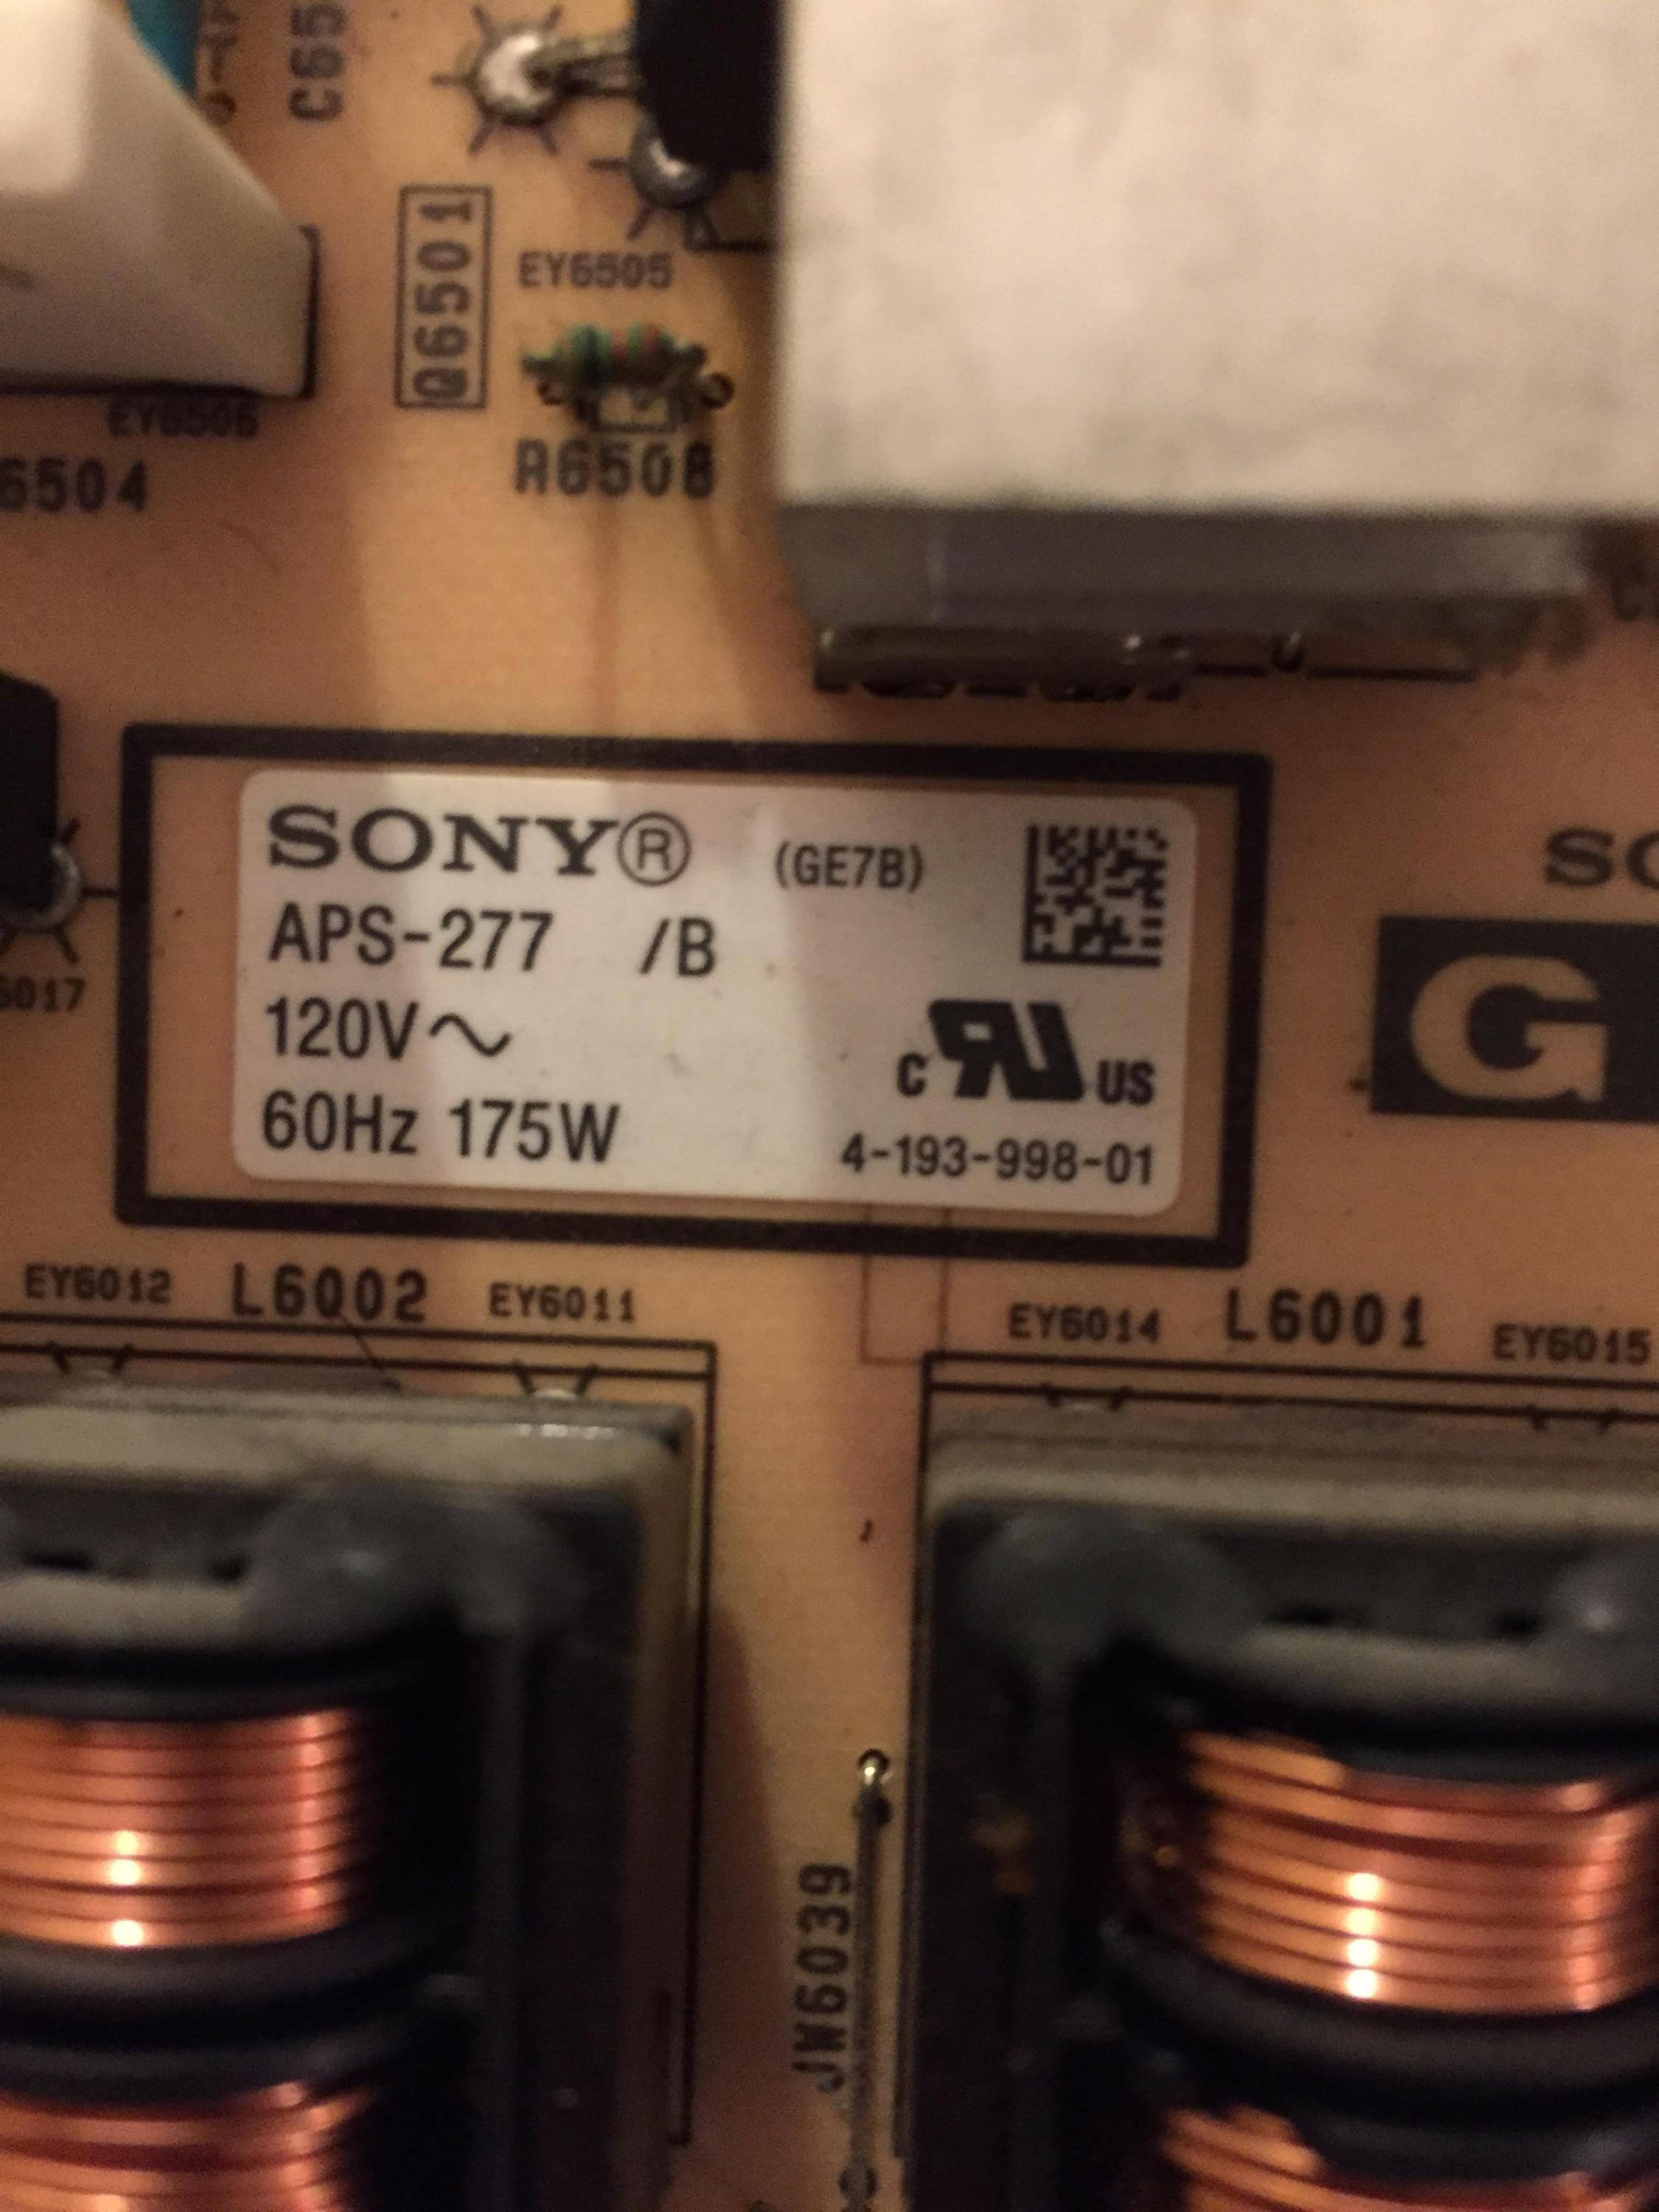 C65
Q6501
EY6505
R6508
EY6506
6504
SONY® (GE7B)
APS-277 /B
120V~
60Hz 175W
C RU US
4-193-998-01
SO
G
6017
EY6012 L6002 EY6011
EY6014 L6001 EY6015
JW6039